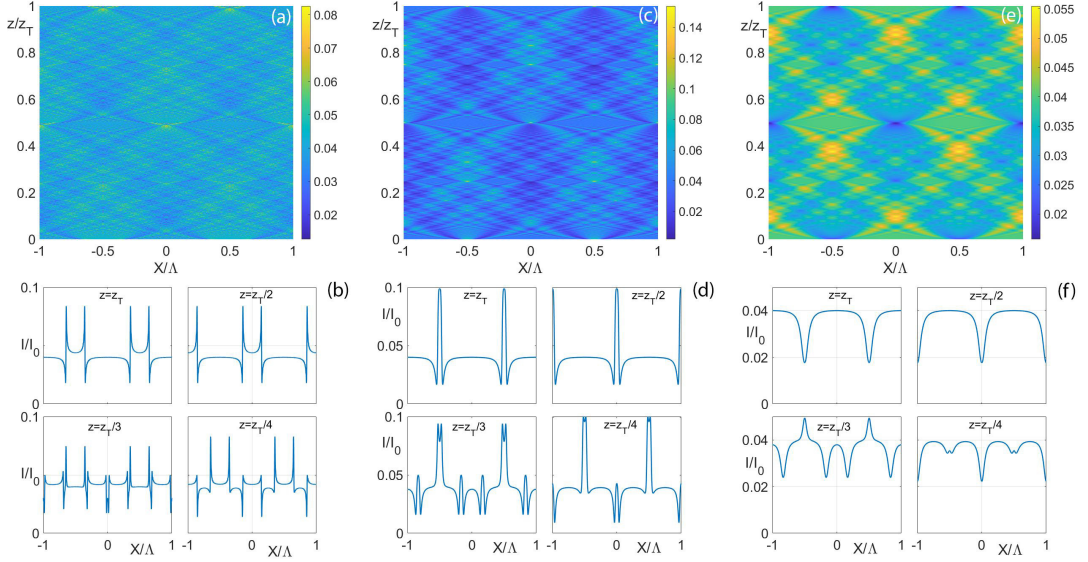 (a)
z/z_T
1
0.8
0.6
0.4
0.2
0
-1 -0.5 0 0.5 1
X/Λ
0.08
0.07
0.06
0.05
0.04
0.03
0.02
(c)
z/z_T
1
0.8
0.6
0.4
0.2
0
-1 -0.5 0 0.5 1
X/Λ
0.14
0.12
0.1
0.08
0.06
0.04
0.02
(e)
z/z_T
1
0.8
0.6
0.4
0.2
0
-1 -0.5 0 0.5 1
X/Λ
0.055
0.05
0.045
0.04
0.035
0.03
0.025
0.02
(b)
0.1
I/I_0
0
z=z_T
z=z_T/2
0.1
I/I_0
0
z=z_T/3
z=z_T/4
-1 0 1
-1 0 1
X/Λ
(d)
0.1
I/I_0
0.05
0
z=z_T
z=z_T/2
0.1
I/I_0
0.05
0
z=z_T/3
z=z_T/4
-1 0 1
-1 0 1
X/Λ
(f)
0.04
I/I_0
0.02
0
z=z_T
z=z_T/2
I/I_0
0.04
0.02
0
z=z_T/3
z=z_T/4
-1 0 1
-1 0 1
X/Λ